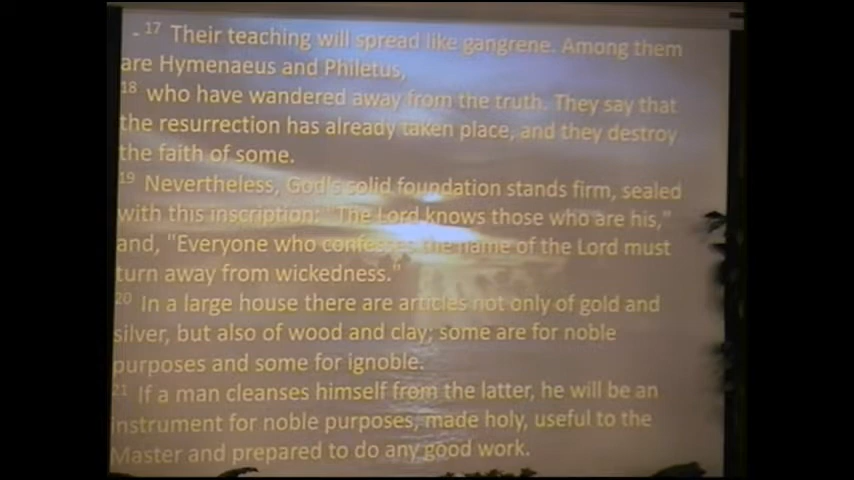 - 17 Their teaching will spread like gangrene. Among them
are Hymenaeus and Philetus,
18 who have wandered away from the truth. They say that
the resurrection has already taken place, and they destroy
the faith of some.
19 Nevertheless, God's solid foundation stands firm, sealed
with this inscription: "The Lord knows those who are his,"
and, "Everyone who confesses the name of the Lord must
turn away from wickedness."
20 In a large house there are articles not only of gold and
silver, but also of wood and clay; some are for noble
purposes and some for ignoble.
21 If a man cleanses himself from the latter, he will be an
instrument for noble purposes, made holy, useful to the
Master and prepared to do any good work.